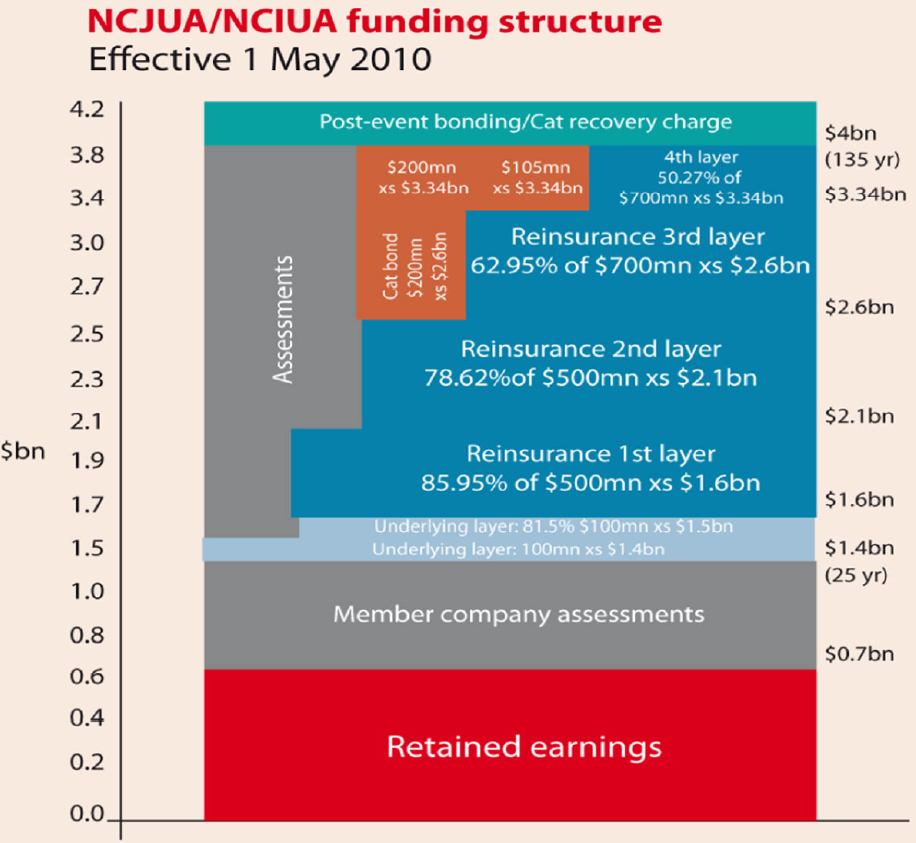 NCJUA/NCIUA funding structure
Effective 1 May 2010
$bn
4.2
3.8
3.4
3.0
2.7
2.5
2.3
2.1
1.9
1.7
1.5
1.0
0.8
0.6
0.4
0.2
0.0
Post-event bonding/Cat recovery charge
Assessments
$200mn
xs $3.34bn
$105mn
xs $3.34bn
4th layer
50.27% of
$700mn xs $3.34bn
Cat bond
$200mn
xs $2.6bn
Reinsurance 3rd layer
62.95% of $700mn xs $2.6bn
Reinsurance 2nd layer
78.62%of $500mn xs $2.1bn
Reinsurance 1st layer
85.95% of $500mn xs $1.6bn
Underlying layer: 81.5% $100mn xs $1.5bn
Underlying layer: 100mn xs $1.4bn
Member company assessments
Retained earnings
$4bn
(135 yr)
$3.34bn
$2.6bn
$2.1bn
$1.6bn
$1.4bn
(25 yr)
$0.7bn